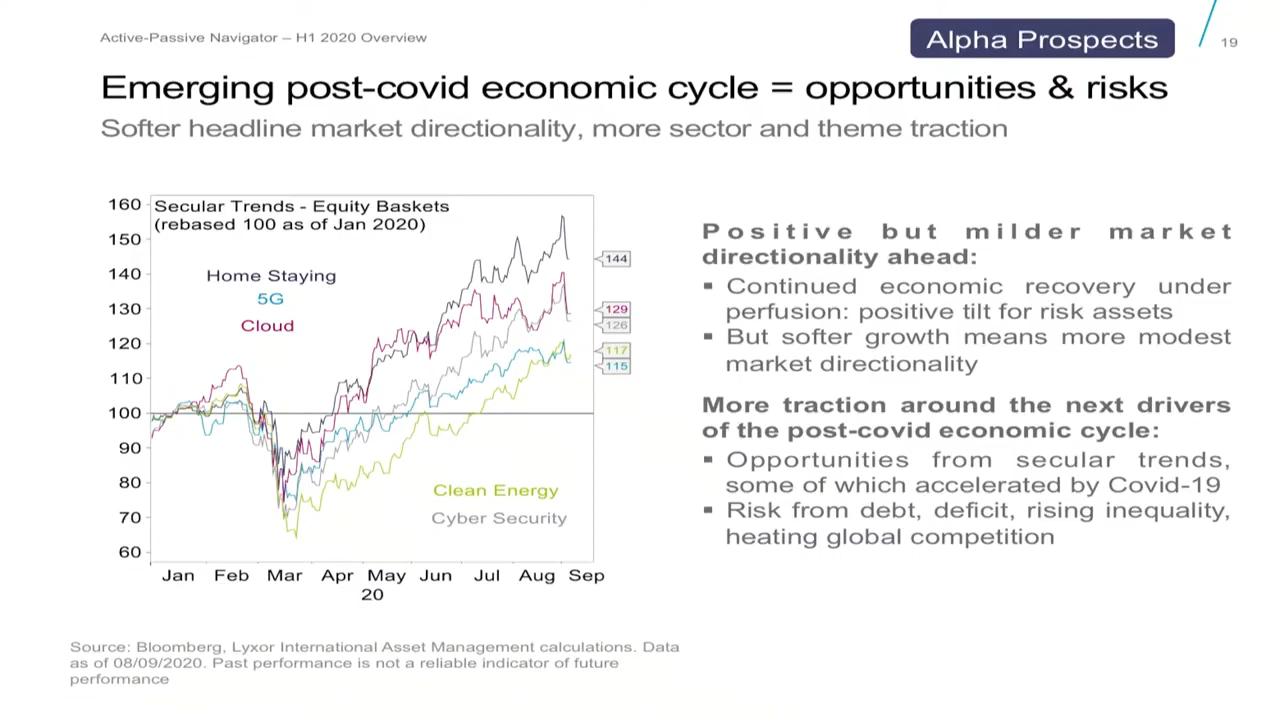 Active-Passive Navigator – H1 2020 Overview
Alpha Prospects
19
Emerging post-covid economic cycle = opportunities & risks
Softer headline market directionality, more sector and theme traction
160
150
140
130
120
110
100
90
80
70
60
Secular Trends - Equity Baskets
(rebased 100 as of Jan 2020)
Home Staying
5G
Cloud
Clean Energy
Cyber Security
144
129
126
117
115
Jan Feb Mar Apr May Jun Jul Aug Sep
20
Positive but milder market
directionality ahead:
▪ Continued economic recovery under
perfusion: positive tilt for risk assets
▪ But softer growth means more modest
market directionality
More traction around the next drivers
of the post-covid economic cycle:
▪ Opportunities from secular trends,
some of which accelerated by Covid-19
▪ Risk from debt, deficit, rising inequality,
heating global competition
Source: Bloomberg, Lyxor International Asset Management calculations. Data
as of 08/09/2020. Past performance is not a reliable indicator of future
performance